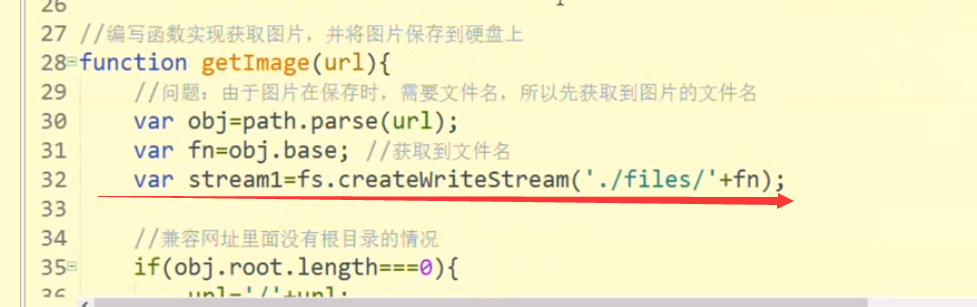 26
27 //编写函数实现获取图片，并将图片保存到硬盘上
28 function getImage(url){
29 //问题：由于图片在保存时，需要文件名，所以先获取到图片的文件名
30 var obj=path.parse(url);
31 var fn=obj.base; //获取到文件名
32 var stream1=fs.createWriteStream('./files/'+fn);
33
34 //兼容网址里面没有根目录的情况
35 if(obj.root.length===0){
36 url='/'+url;